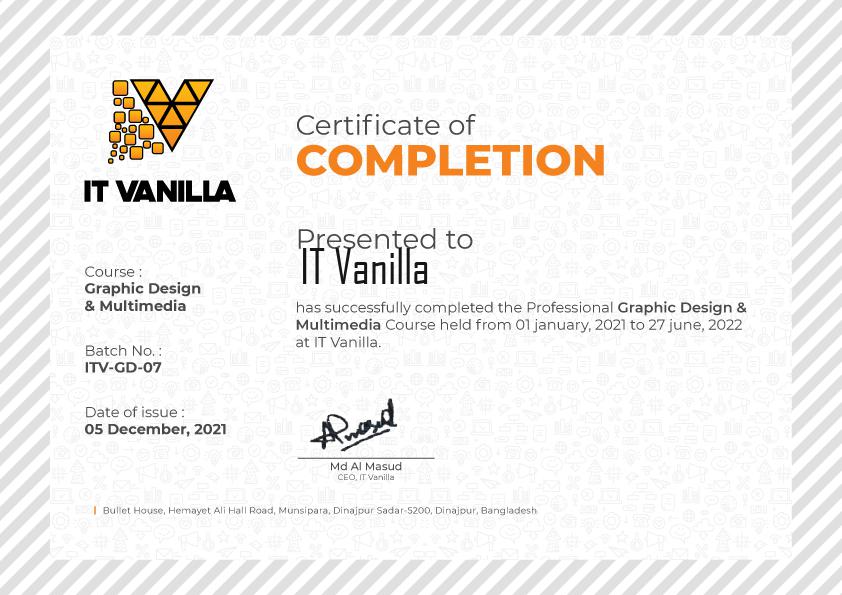 IT VANILLA
Certificate of
COMPLETION
Presented to
IT Vanilla
has successfully completed the Professional Graphic Design &
Multimedia Course held from 01 january, 2021 to 27 june, 2022
at IT Vanilla.
Course :
Graphic Design
& Multimedia
Batch No. :
ITV-GD-07
Date of issue :
05 December, 2021
Md Al Masud
CEO, IT Vanilla
Bullet House, Hemayet Ali Hall Road, Munsipara, Dinajpur Sadar-5200, Dinajpur, Bangladesh